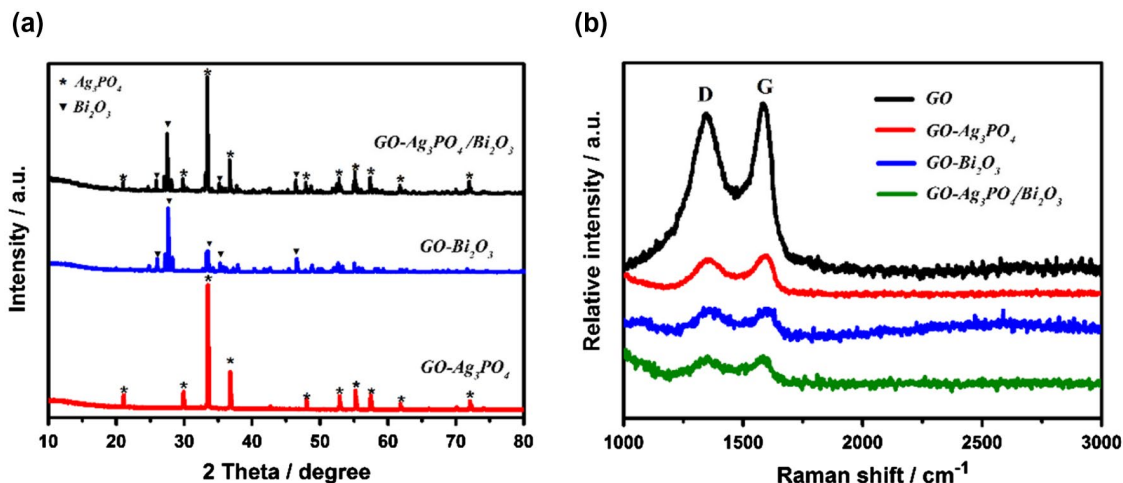 (a)
(b)
* Ag₃PO₄
▼ Bi₂O₃
GO-Ag₃PO₄/Bi₂O₃
GO-Bi₂O₃
GO-Ag₃PO₄
Intensity / a.u.
10 20 30 40 50 60 70 80
2 Theta / degree
D
G
GO
GO-Ag₃PO₄
GO-Bi₂O₃
GO-Ag₃PO₄/Bi₂O₃
Relative intensity / a.u.
1000 1500 2000 2500 3000
Raman shift / cm⁻¹